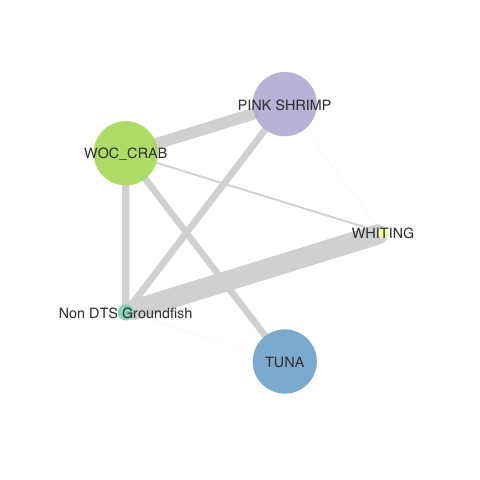 PINK SHRIMP
WOC_CRAB
WHITING
Non DTS Groundfish
TUNA